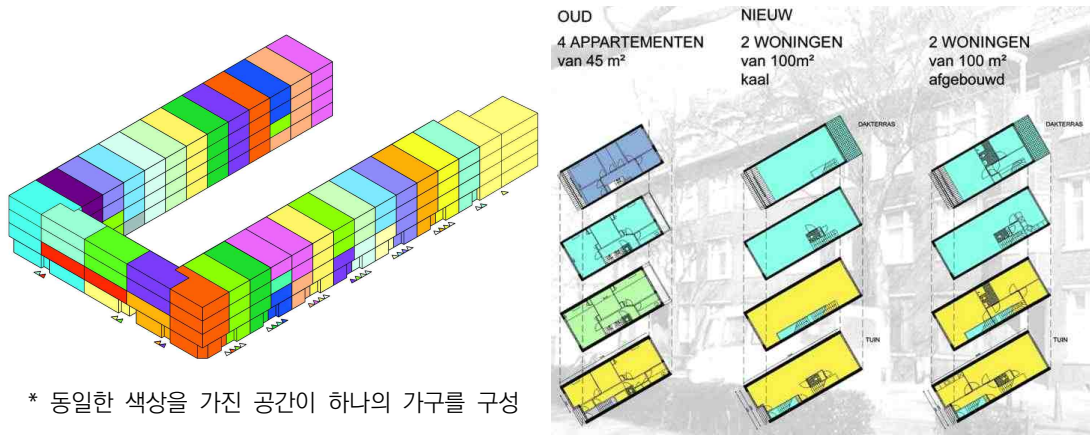 * 동일한 색상을 가진 공간이 하나의 가구를 구성
OUD
4 APPARTEMENTEN
van 45 m²
NIEUW
2 WONINGEN
van 100m²
kaal
2 WONINGEN
van 100 m²
afgebouwd
DAKTERRAS
DAKTERRAS
TUIN
TUIN